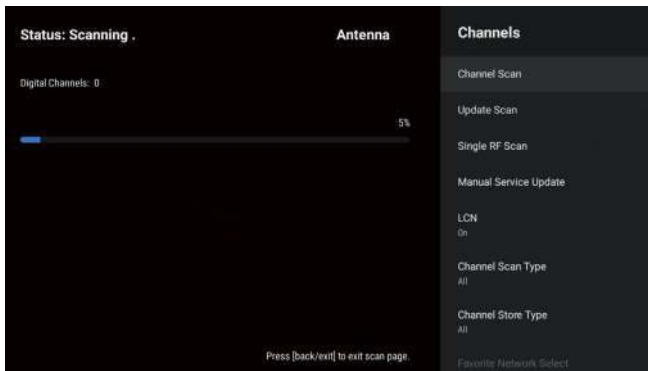 Status: Scanning .
Antenna
Digital Channels: 0
5%
Press [back/exit] to exit scan page.
Channels
Channel Scan
Update Scan
Single RF Scan
Manual Service Update
LCN
On
Channel Scan Type
All
Channel Store Type
All
Favorite Network Select